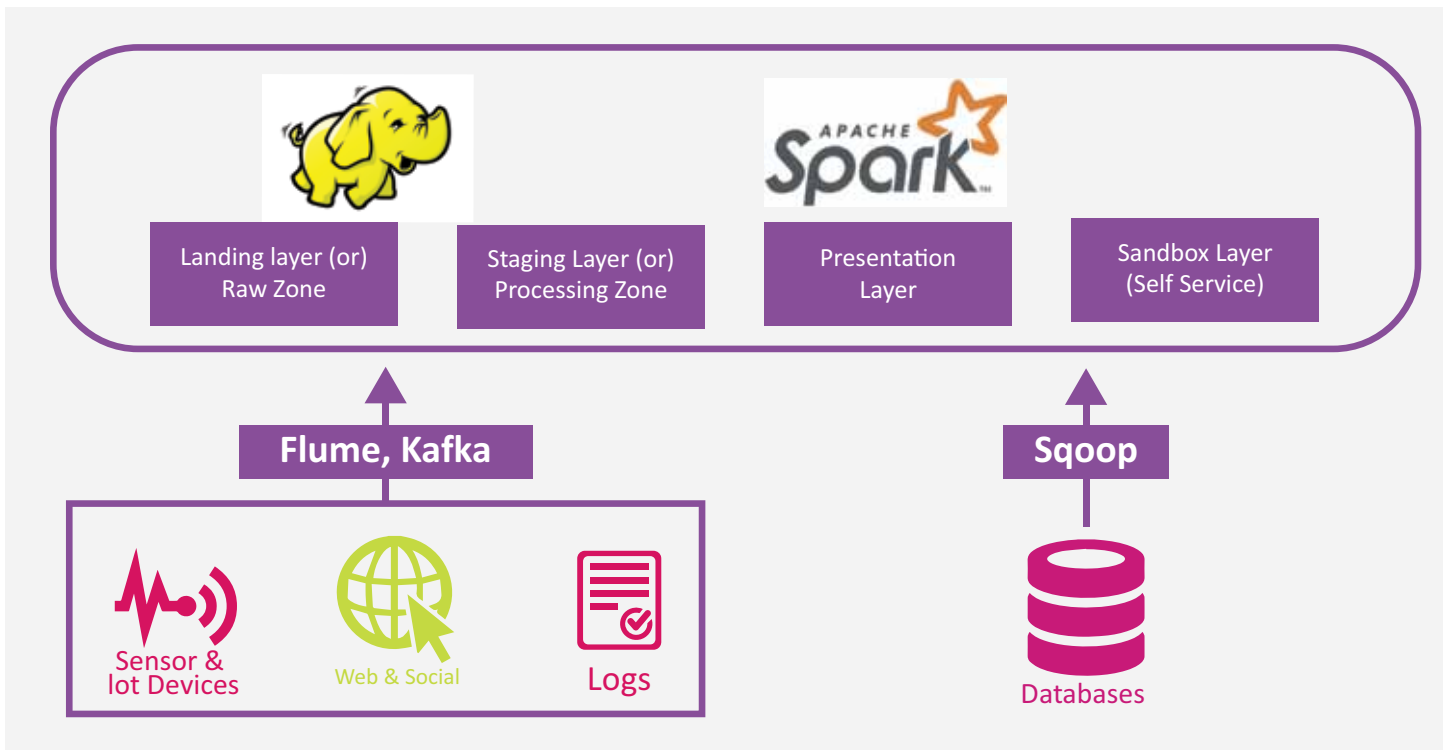 APACHE
Spark
TM
Landing layer (or)
Raw Zone
Staging Layer (or)
Processing Zone
Presentation
Layer
Sandbox Layer
(Self Service)
Flume, Kafka
Sqoop
Sensor &
Iot Devices
Web & Social
Logs
Databases